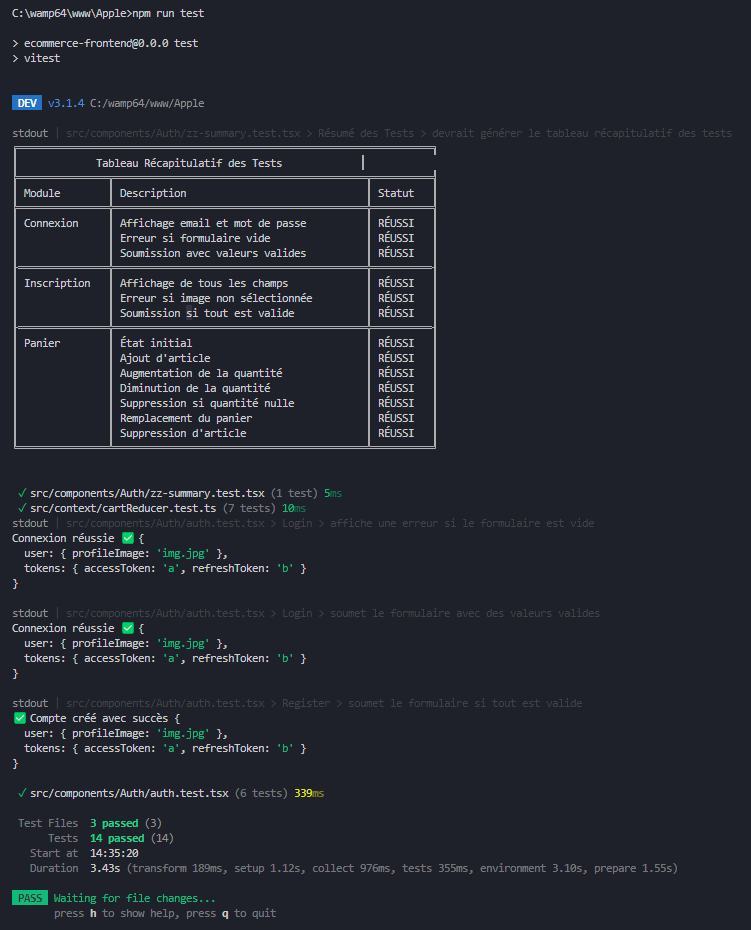 C:\wamp64\www\Apple>npm run test
> ecommerce-frontend@0.0.0 test
> vitest
DEV v3.1.4 C:/wamp64/www/Apple
stdout | src/components/Auth/zz-summary.test.tsx > Résumé des Tests > devrait générer le tableau récapitulatif des tests
Tableau Récapitulatif des Tests
Module Description Statut
Connexion Affichage email et mot de passe RÉUSSI
Erreur si formulaire vide RÉUSSI
Soumission avec valeurs valides RÉUSSI
Inscription Affichage de tous les champs RÉUSSI
Erreur si image non sélectionnée RÉUSSI
Soumission si tout est valide RÉUSSI
Panier État initial RÉUSSI
Ajout d'article RÉUSSI
Augmentation de la quantité RÉUSSI
Diminution de la quantité RÉUSSI
Suppression si quantité nulle RÉUSSI
Remplacement du panier RÉUSSI
Suppression d'article RÉUSSI
✓ src/components/Auth/zz-summary.test.tsx (1 test) 5ms
✓ src/context/cartReducer.test.ts (7 tests) 10ms
stdout | src/components/Auth/auth.test.tsx > Login > affiche une erreur si le formulaire est vide
Connexion réussie ✅ {
user: { profileImage: 'img.jpg' },
tokens: { accessToken: 'a', refreshToken: 'b' }
}
stdout | src/components/Auth/auth.test.tsx > Login > soumet le formulaire avec des valeurs valides
Connexion réussie ✅ {
user: { profileImage: 'img.jpg' },
tokens: { accessToken: 'a', refreshToken: 'b' }
}
stdout | src/components/Auth/auth.test.tsx > Register > soumet le formulaire si tout est valide
✅ Compte créé avec succès {
user: { profileImage: 'img.jpg' },
tokens: { accessToken: 'a', refreshToken: 'b' }
}
✓ src/components/Auth/auth.test.tsx (6 tests) 339ms
Test Files 3 passed (3)
Tests 14 passed (14)
Start at 14:35:20
Duration 3.43s (transform 189ms, setup 1.12s, collect 976ms, tests 355ms, environment 3.10s, prepare 1.55s)
PASS Waiting for file changes...
press h to show help, press q to quit